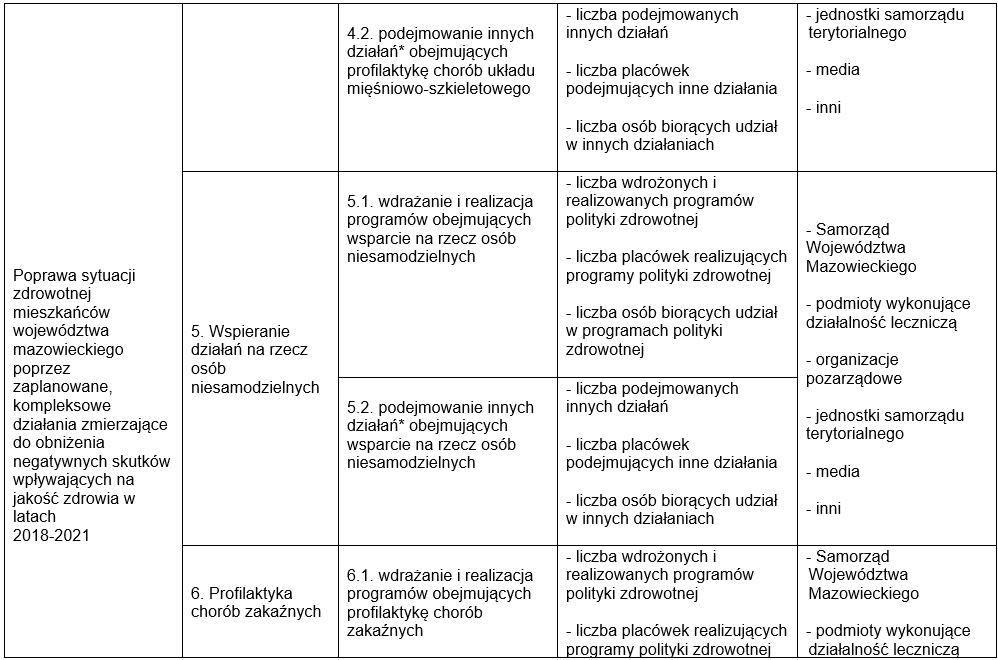 4.2. podejmowanie innych
działań* obejmujących
profilaktykę chorób układu
mięśniowo-szkieletowego
- liczba podejmowanych
innych działań
- liczba placówek
podejmujących inne działania
- liczba osób biorących udział
w innych działaniach
- jednostki samorządu
terytorialnego
- media
- inni
Poprawa sytuacji
zdrowotnej
mieszkańców
województwa
mazowieckiego
poprzez
zaplanowane,
kompleksowe
działania zmierzające
do obniżenia
negatywnych skutków
wpływających na
jakość zdrowia w
latach
2018-2021
5. Wspieranie
działań na rzecz
osób
niesamodzielnych
5.1. wdrażanie i realizacja
programów obejmujących
wsparcie na rzecz osób
niesamodzielnych
- liczba wdrożonych i
realizowanych programów
polityki zdrowotnej
- liczba placówek realizujących
programy polityki zdrowotnej
- liczba osób biorących udział
w programach polityki
zdrowotnej
- Samorząd
Województwa
Mazowieckiego
- podmioty wykonujące
działalność leczniczą
- organizacje
pozarządowe
- jednostki samorządu
terytorialnego
- media
- inni
5.2. podejmowanie innych
działań* obejmujących
wsparcie na rzecz osób
niesamodzielnych
- liczba podejmowanych
innych działań
- liczba placówek
podejmujących inne działania
- liczba osób biorących udział
w innych działaniach
6. Profilaktyka
chorób zakaźnych
6.1. wdrażanie i realizacja
programów obejmujących
profilaktykę chorób
zakaźnych
- liczba wdrożonych i
realizowanych programów
polityki zdrowotnej
- liczba placówek realizujących
programy polityki zdrowotnej
- Samorząd
Województwa
Mazowieckiego
- podmioty wykonujące
działalność leczniczą